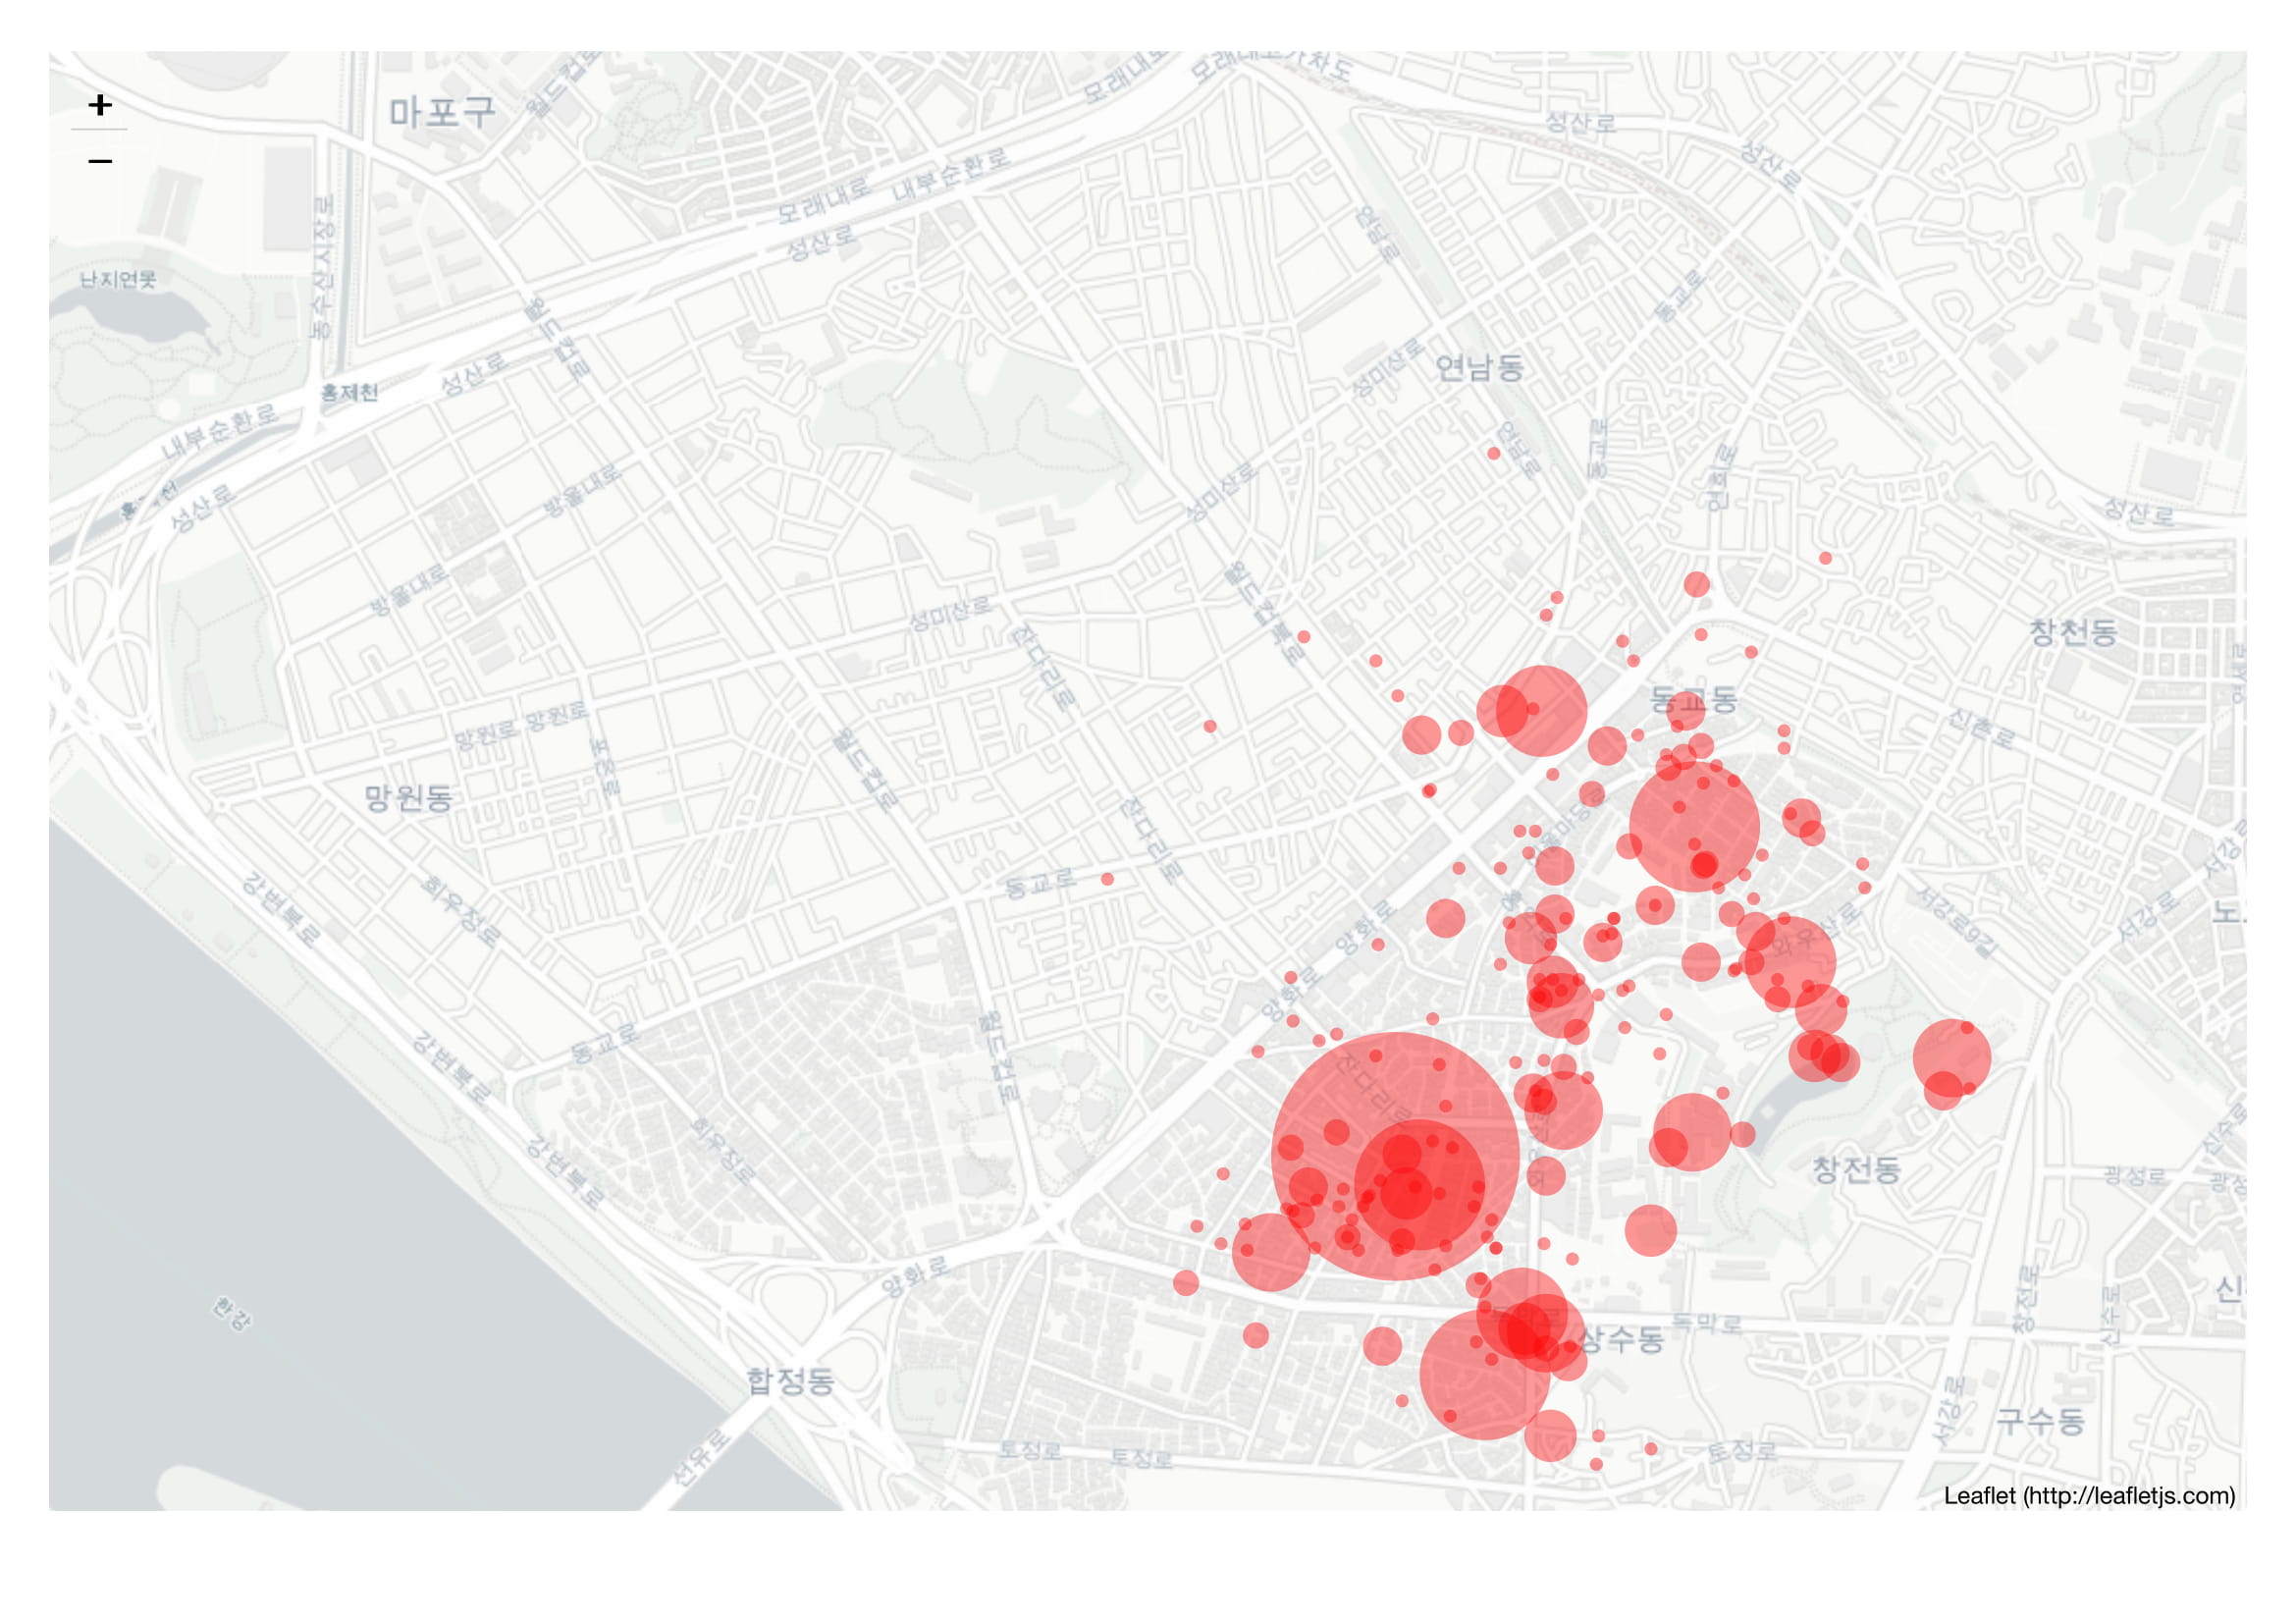 +
−
마포구
월드컵로
모래내로
모래내고가차도
성산로
성산로
내부순환로
모래내로
성산로
연남로
농수산시장로
난지연못
동교로
월드컵로
홍제천
성산로
연남동
성미산로
내부순환로
연남로
동교로
연희로
성미산로
방울내로
성산로
성산로
월드컵북로
방울내로
성미산로
창천동
잔다리로
동교동
망원로
망원로
포은로
신촌로
월드컵로
망원동
잔다리로
서강로
동교로
강변북로
희우정로
서강로9길
서강로
양화로
와우산로
양화로
월드컵로
동교로
강변북로
잔다리로
희우정로
강변북로
신수로
창전동
광성로
양화로
한강
창전로
신수로
독막로
상수동
합정동
서강로
구수동
선유로
토정로
토정로
토정로
Leaflet (http://leafletjs.com)